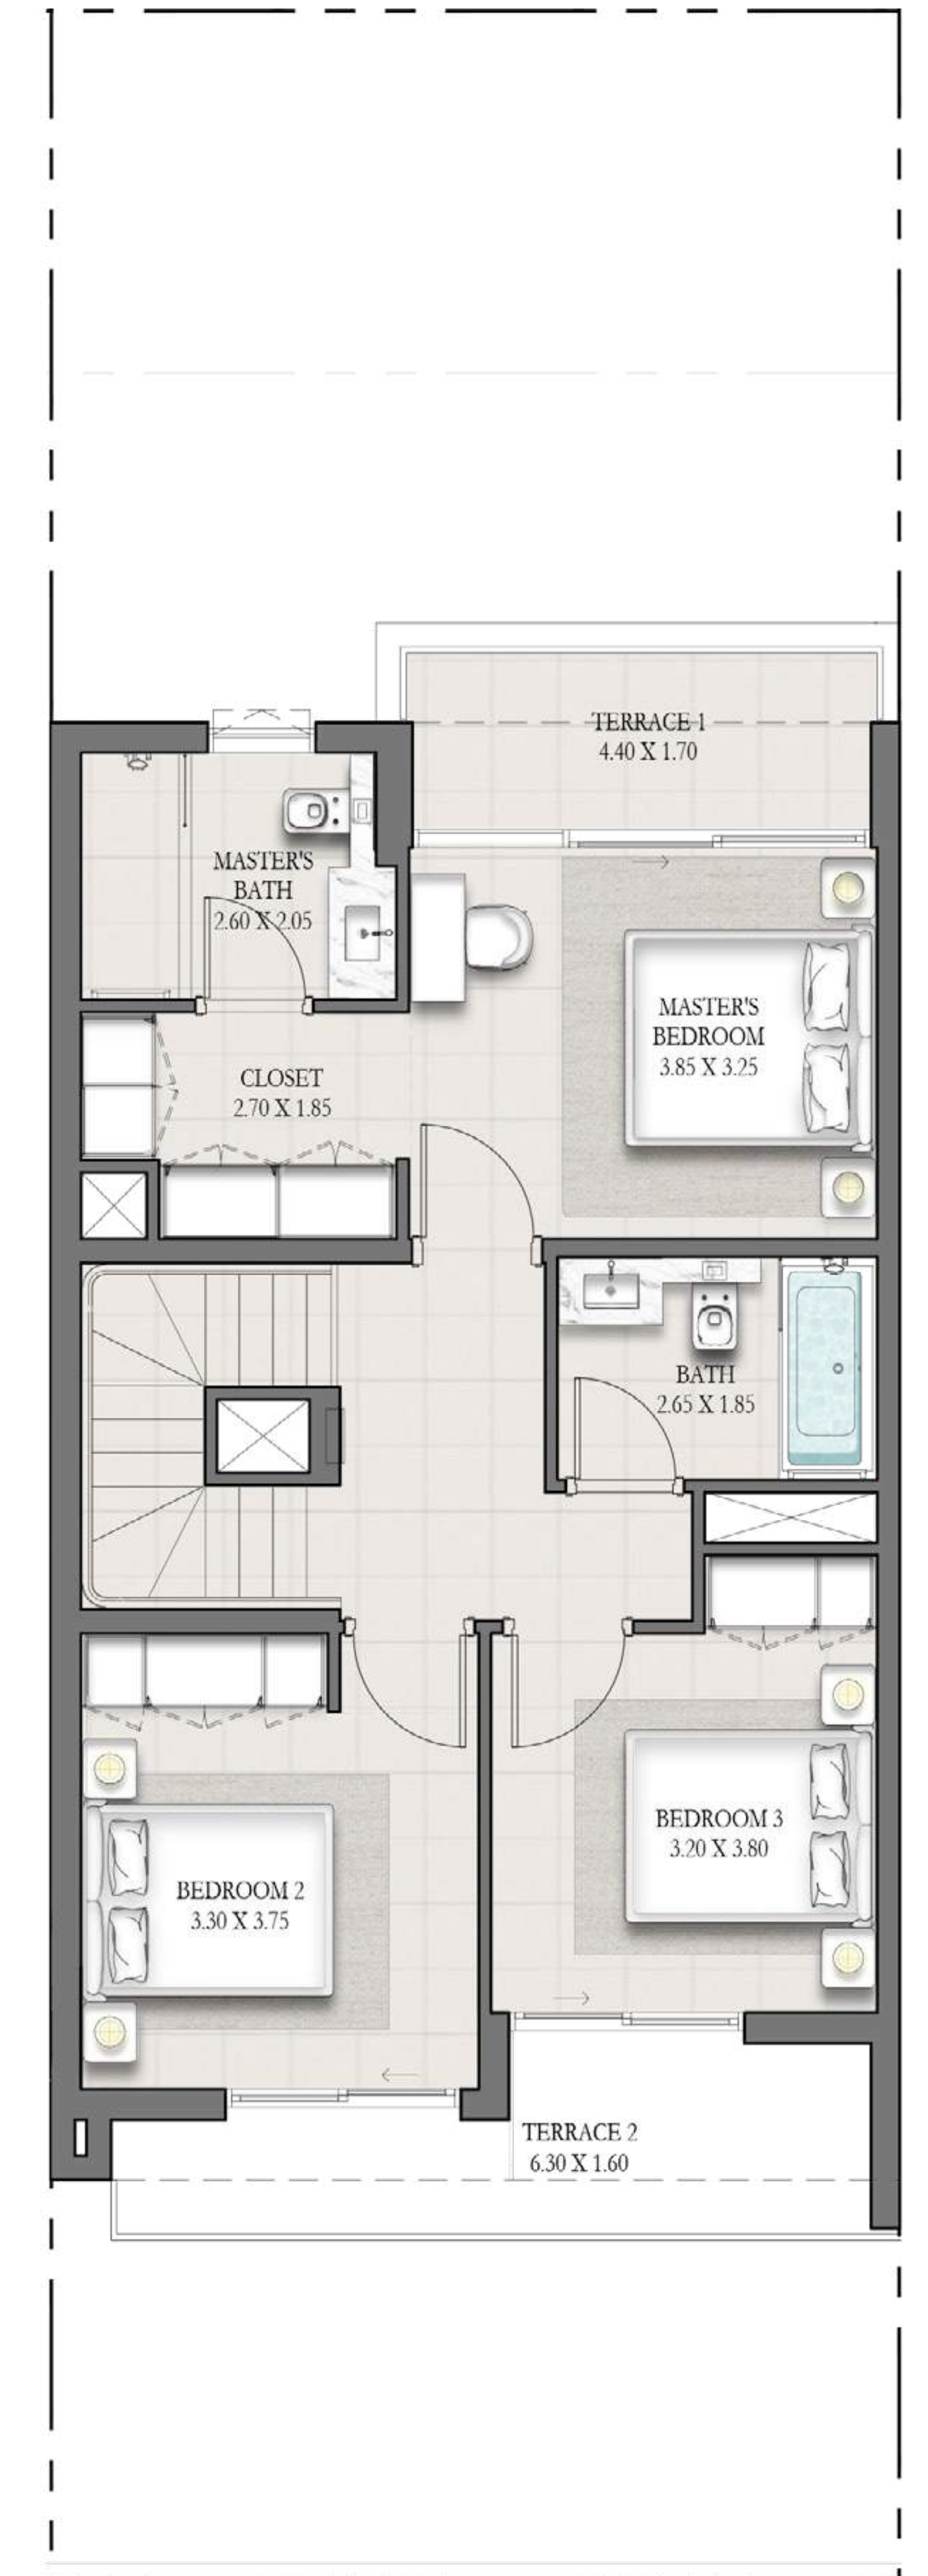 TERRACE 1
4.40 X 1.70
MASTER'S
BATH
2.60 X 2.05
MASTER'S
BEDROOM
3.85 X 3.25
CLOSET
2.70 X 1.85
BATH
2.65 X 1.85
BEDROOM 3
3.20 X 3.80
BEDROOM 2
3.30 X 3.75
TERRACE 2
6.30 X 1.60